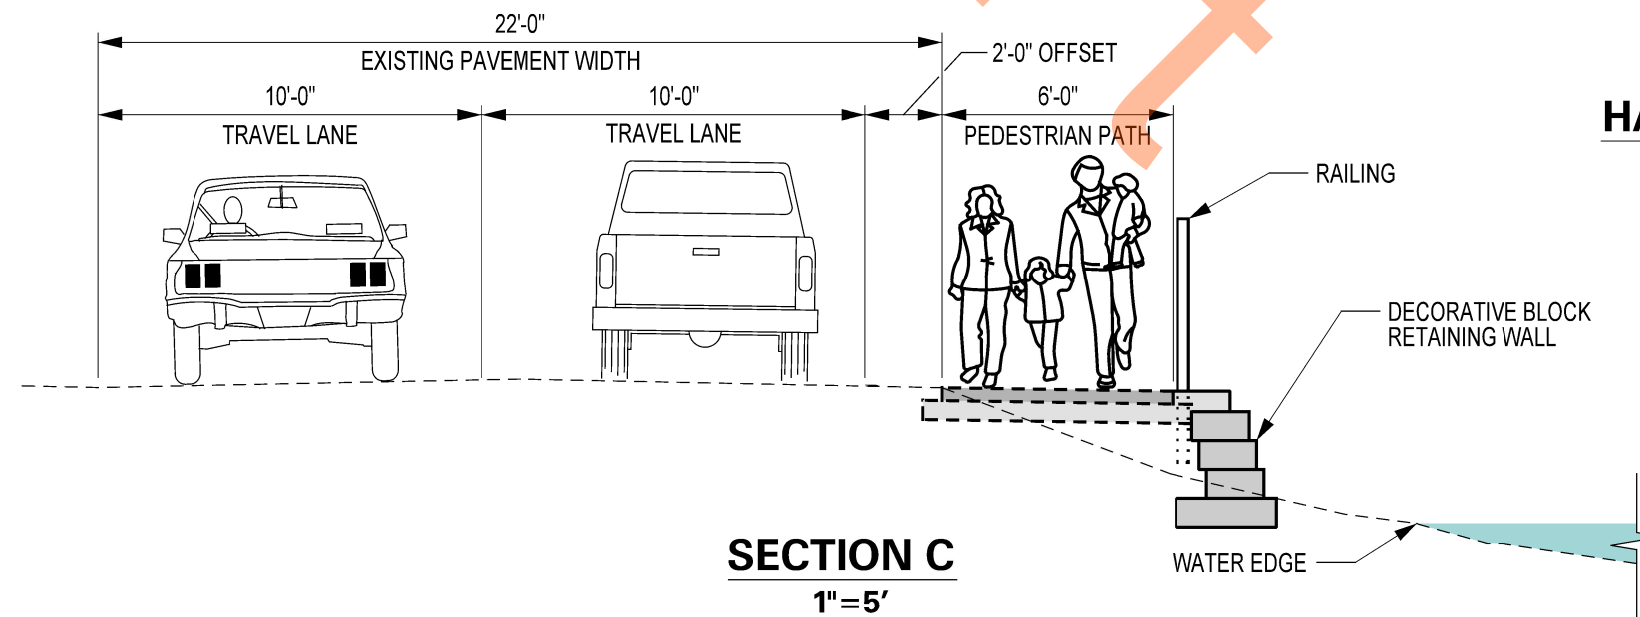 22'-0"
EXISTING PAVEMENT WIDTH
2'-0" OFFSET
10'-0"
10'-0"
6'-0"
TRAVEL LANE
TRAVEL LANE
PEDESTRIAN PATH
RAILING
DECORATIVE BLOCK
RETAINING WALL
WATER EDGE
SECTION C
1"=5'